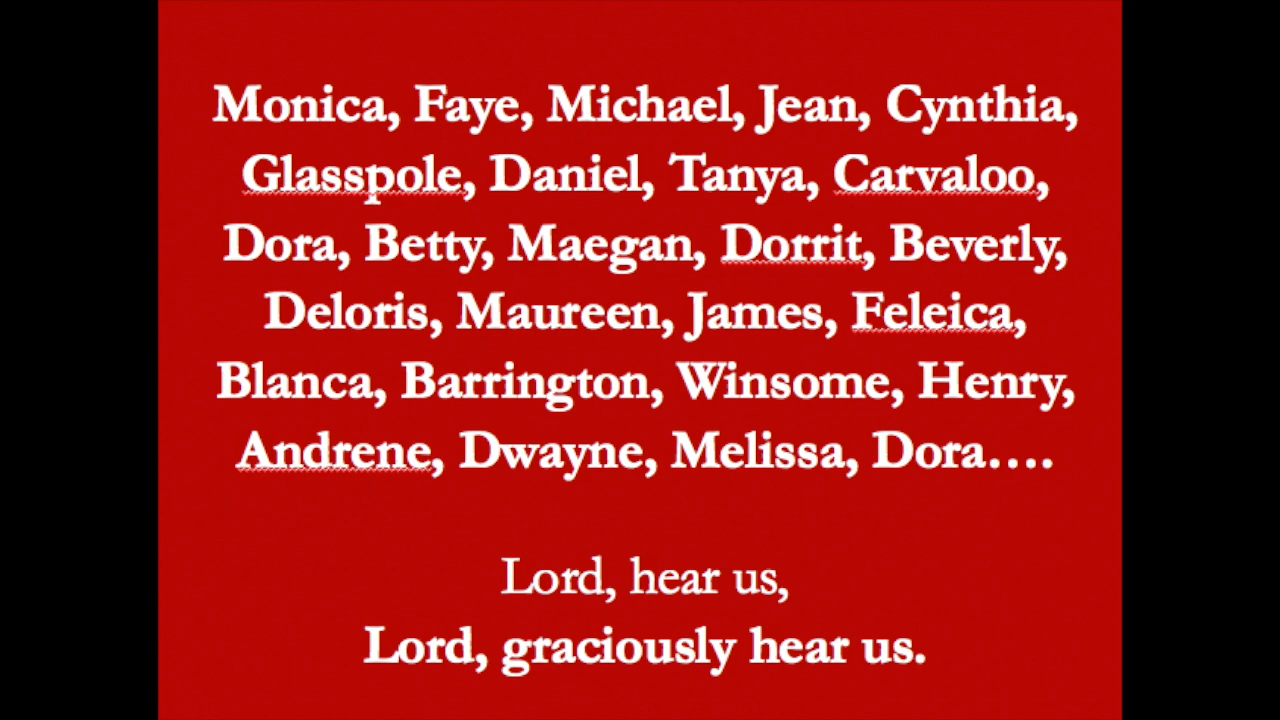 Monica, Faye, Michael, Jean, Cynthia,
Glasspole, Daniel, Tanya, Carvaloo,
Dora, Betty, Maegan, Dorrit, Beverly,
Deloris, Maureen, James, Feleica,
Blanca, Barrington, Winsome, Henry,
Andrene, Dwayne, Melissa, Dora….
Lord, hear us,
Lord, graciously hear us.